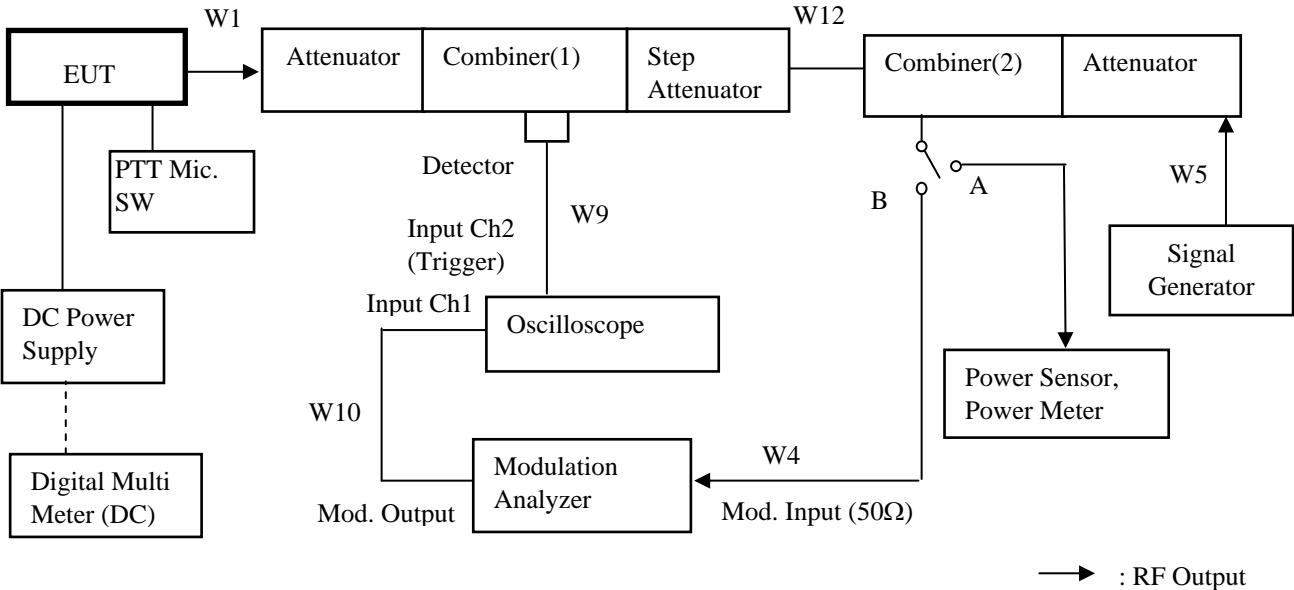 W1
W12
EUT
Attenuator
Combiner(1)
Step
Attenuator
Combiner(2)
Attenuator
PTT Mic.
SW
Detector
W9
B
A
W5
Input Ch2
(Trigger)
Input Ch1
Signal
Generator
DC Power
Supply
Oscilloscope
Power Sensor,
Power Meter
W10
W4
Digital Multi
Meter (DC)
Mod. Output
Modulation
Analyzer
Mod. Input (50Ω)
: RF Output